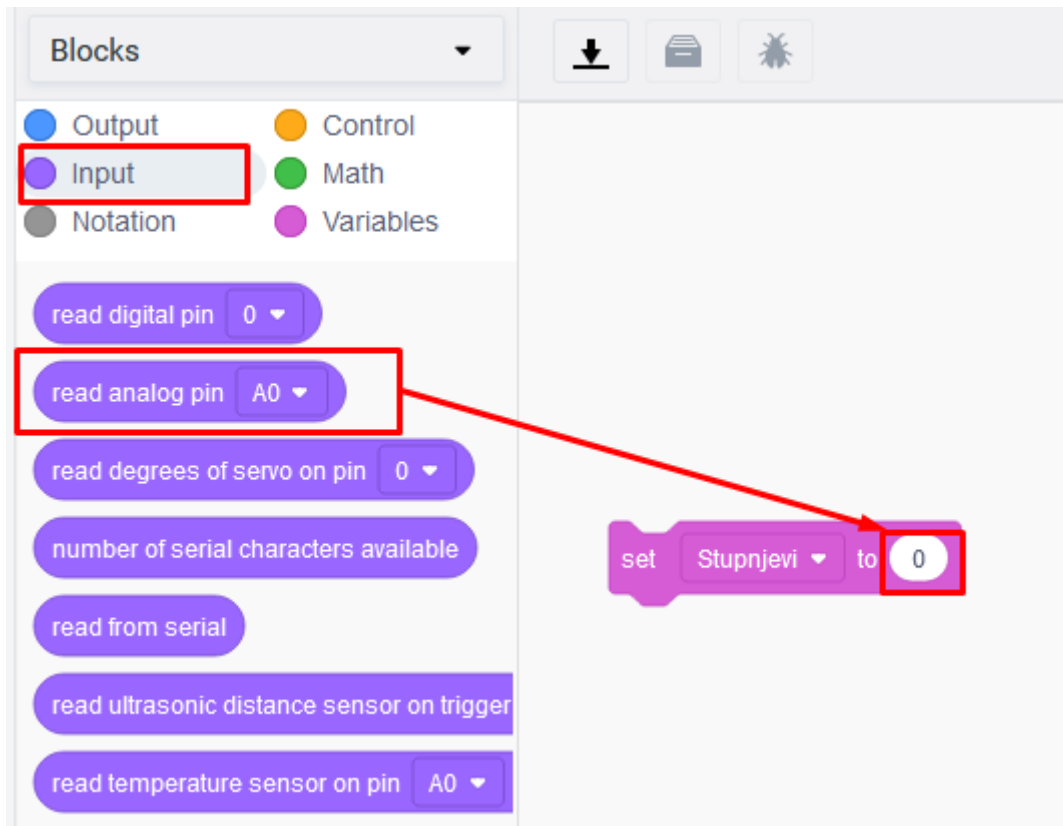 Blocks
Output
Control
Input
Math
Notation
Variables
read digital pin 0
read analog pin A0
read degrees of servo on pin 0
number of serial characters available
set Stupnjevi to 0
read from serial
read ultrasonic distance sensor on trigger
read temperature sensor on pin A0